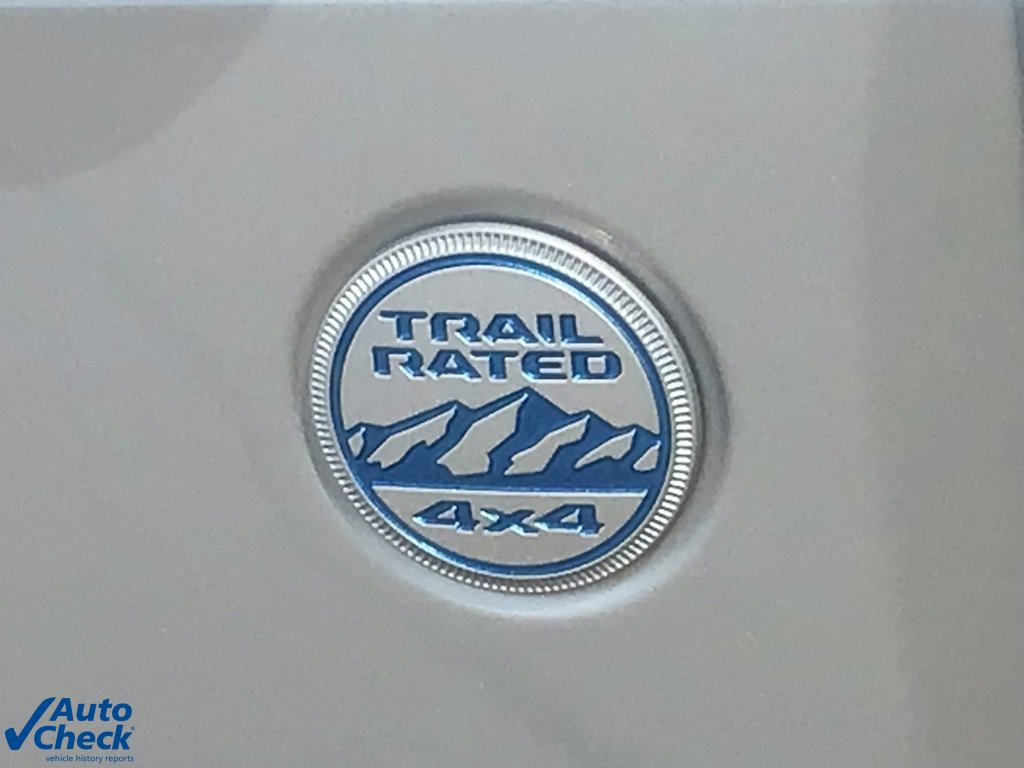 TRAIL
RATED
4x4
Auto
Check®
vehicle history reports